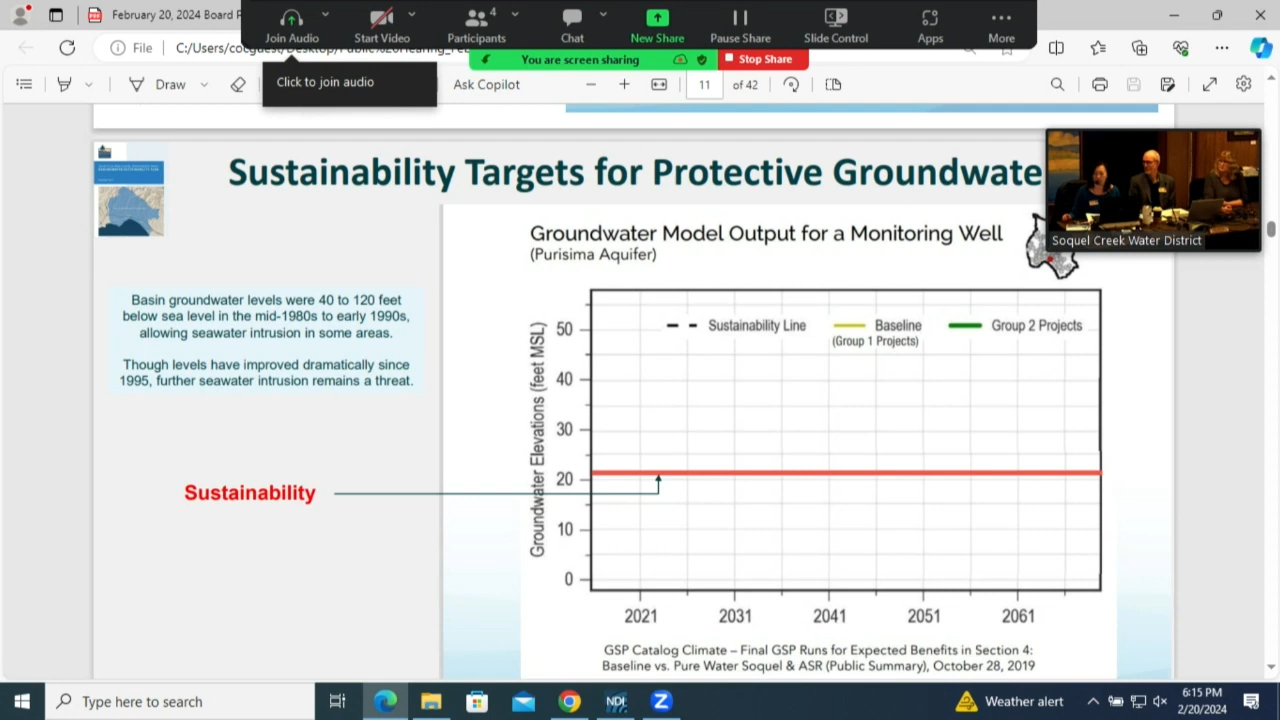 February 20, 2024 Board P
Join Audio
Start Video
4
Participants
Chat
New Share
Pause Share
Slide Control
Apps
More
File
C:/Users/cocguest/Desktop/Public%20Hearing_Feb
You are screen sharing
Stop Share
Click to join audio
Draw
Ask Copilot
11
of 42
Sustainability Targets for Protective Groundwate
Soquel Creek Water District
Groundwater Model Output for a Monitoring Well
(Purisima Aquifer)
Basin groundwater levels were 40 to 120 feet
below sea level in the mid-1980s to early 1990s,
allowing seawater intrusion in some areas.
Though levels have improved dramatically since
1995, further seawater intrusion remains a threat.
Sustainability
Groundwater Elevations (feet MSL)
50
40
30
20
10
0
Sustainability Line
Baseline
(Group 1 Projects)
Group 2 Projects
2021
2031
2041
2051
2061
GSP Catalog Climate – Final GSP Runs for Expected Benefits in Section 4:
Baseline vs. Pure Water Soquel & ASR (Public Summary), October 28, 2019
Type here to search
NDI
Weather alert
6:15 PM
2/20/2024